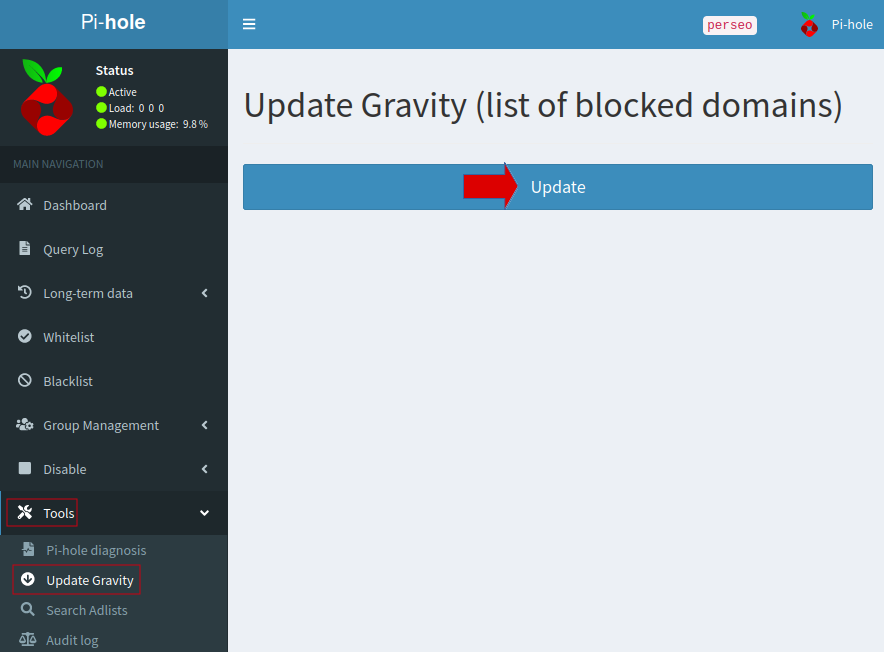 Pi-hole
perseo
Pi-hole
Status
Active
Load: 0 0 0
Memory usage: 9.8 %
MAIN NAVIGATION
Dashboard
Query Log
Long-term data
Whitelist
Blacklist
Group Management
Disable
Tools
Pi-hole diagnosis
Update Gravity
Search Adlists
Audit log
Update Gravity (list of blocked domains)
Update